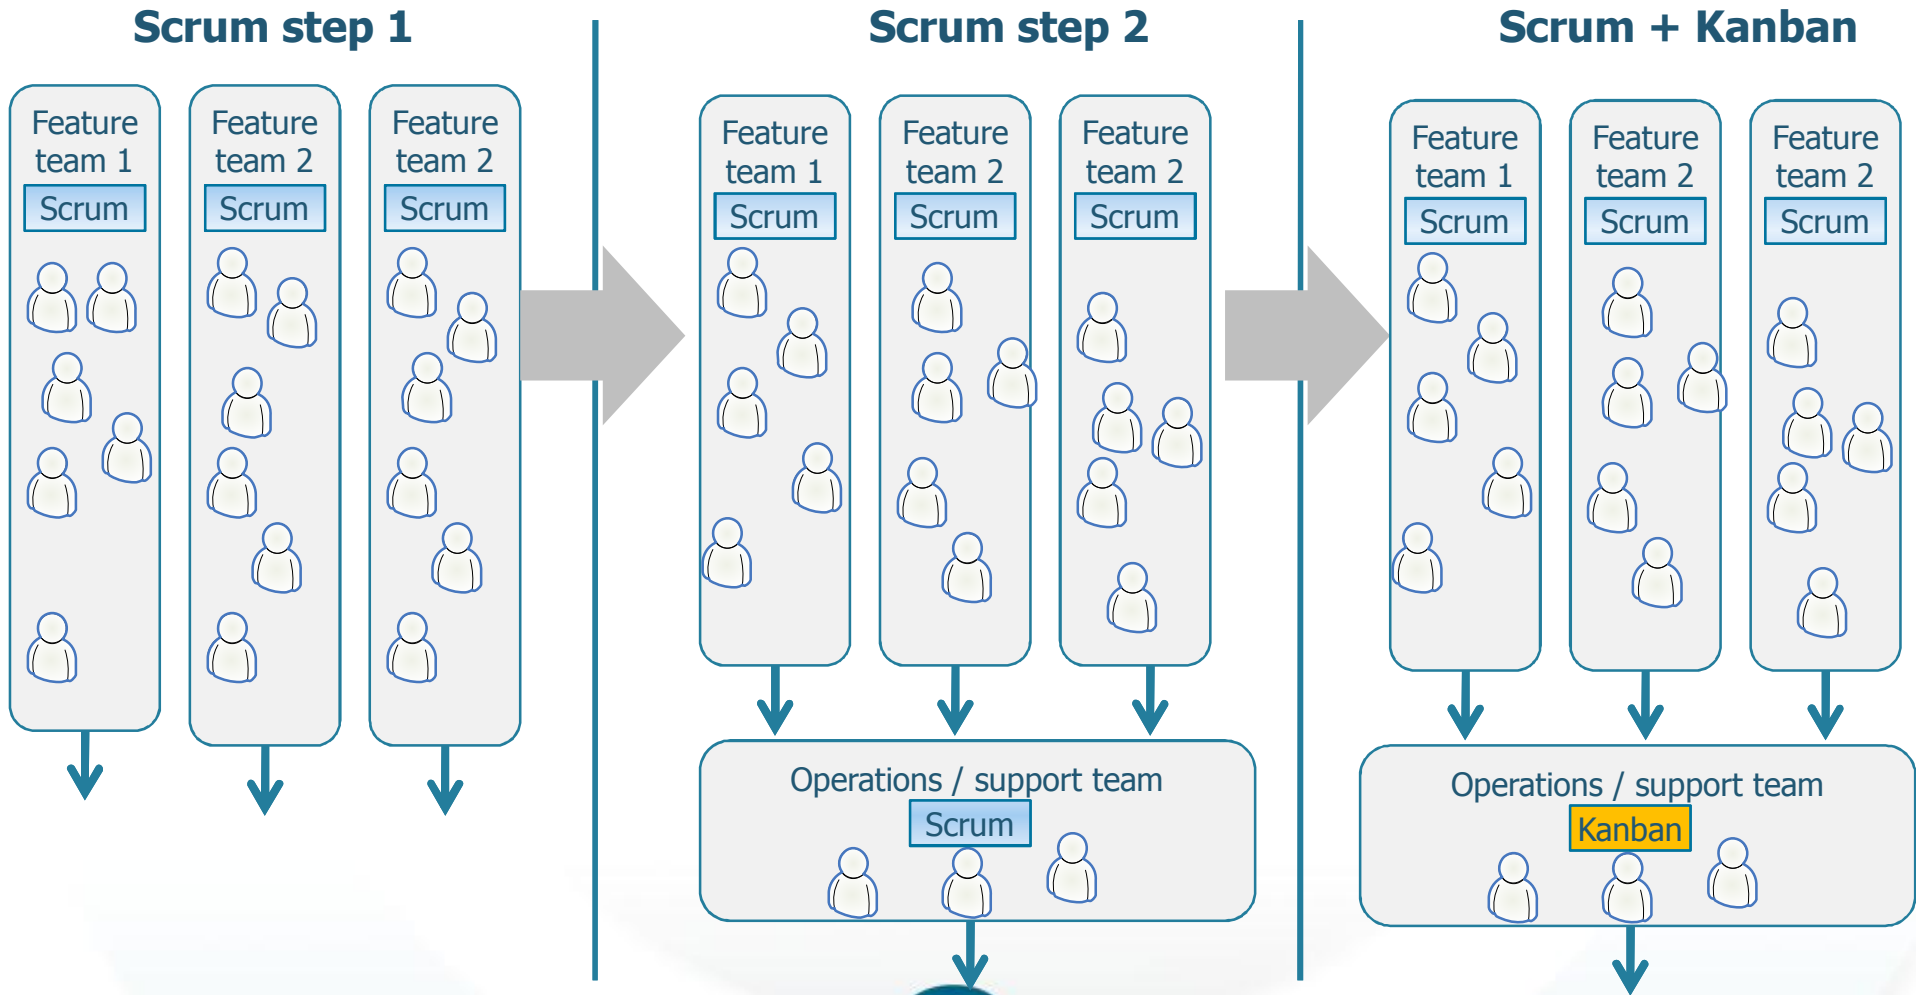 Scrum step 1
Feature
team 1
Scrum
Feature
team 2
Scrum
Feature
team 2
Scrum
Scrum step 2
Feature
team 1
Scrum
Feature
team 2
Scrum
Feature
team 2
Scrum
Operations / support team
Scrum
Scrum + Kanban
Feature
team 1
Scrum
Feature
team 2
Scrum
Feature
team 2
Scrum
Operations / support team
Kanban